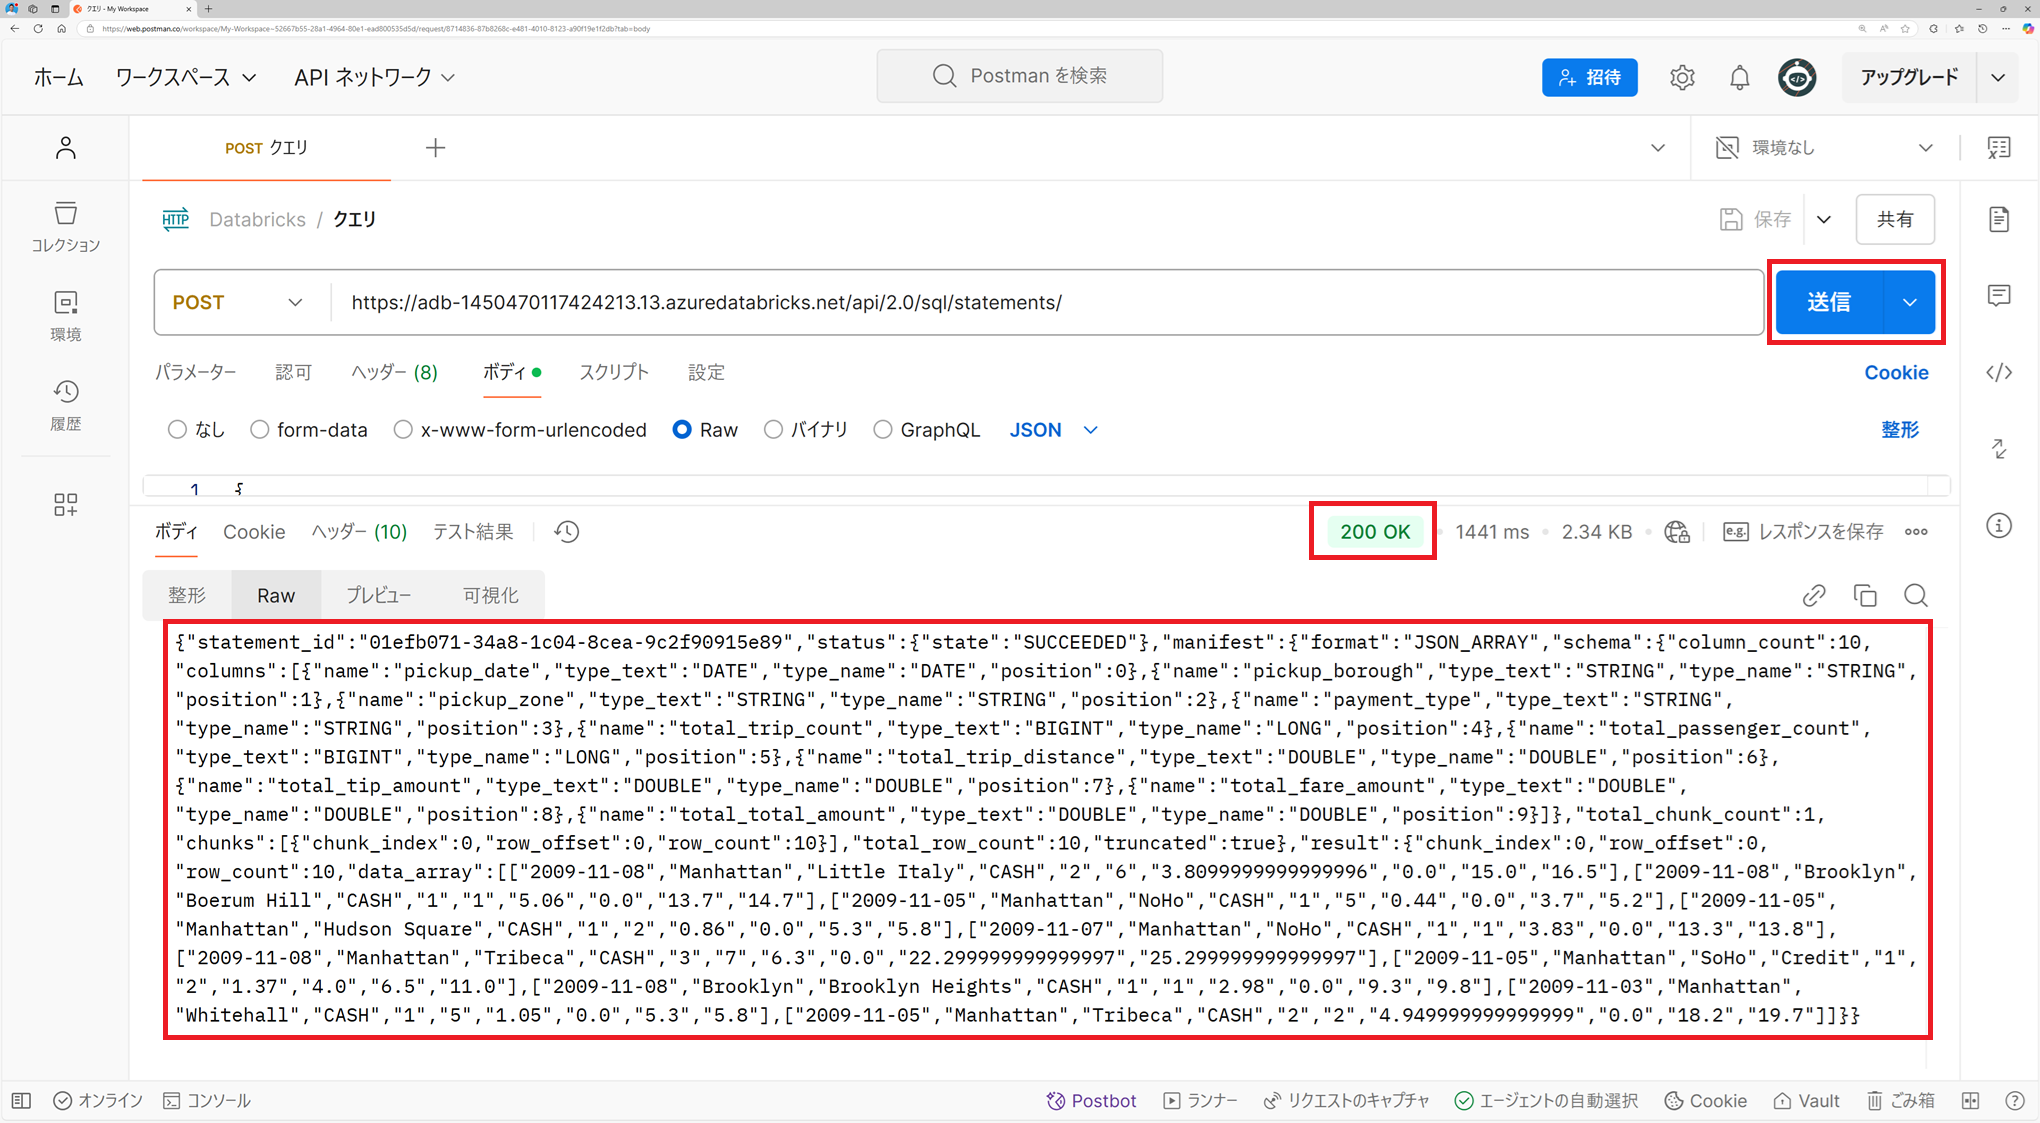 クエリ - My Workspace
https://web.postman.co/workspace/My-Workspace~52667b55-28a1-4964-80e1-ead800535d5d/request/8714836-87b8268c-e481-4010-8123-a90f19e1f2db?tab=body
ホーム ワークスペース API ネットワーク Postman を検索 招待 アップグレード
POST クエリ 環境なし
Databricks / クエリ 保存 共有
コレクション
POST https://adb-1450470117424213.13.azuredatabricks.net/api/2.0/sql/statements/ 送信
環境
パラメーター 認可 ヘッダー (8) ボディ スクリプト 設定 Cookie
履歴
なし form-data x-www-form-urlencoded Raw バイナリ GraphQL JSON 整形
1 {
ボディ Cookie ヘッダー (10) テスト結果 200 OK 1441 ms 2.34 KB e.g. レスポンスを保存
整形 Raw プレビュー 可視化
{"statement_id":"01efb071-34a8-1c04-8cea-9c2f90915e89","status":{"state":"SUCCEEDED"},"manifest":{"format":"JSON_ARRAY","schema":{"column_count":10,
"columns":[{"name":"pickup_date","type_text":"DATE","type_name":"DATE","position":0},{"name":"pickup_borough","type_text":"STRING","type_name":"STRING",
"position":1},{"name":"pickup_zone","type_text":"STRING","type_name":"STRING","position":2},{"name":"payment_type","type_text":"STRING",
"type_name":"STRING","position":3},{"name":"total_trip_count","type_text":"BIGINT","type_name":"LONG","position":4},{"name":"total_passenger_count",
"type_text":"BIGINT","type_name":"LONG","position":5},{"name":"total_trip_distance","type_text":"DOUBLE","type_name":"DOUBLE","position":6},
{"name":"total_tip_amount","type_text":"DOUBLE","type_name":"DOUBLE","position":7},{"name":"total_fare_amount","type_text":"DOUBLE",
"type_name":"DOUBLE","position":8},{"name":"total_total_amount","type_text":"DOUBLE","type_name":"DOUBLE","position":9}]},"total_chunk_count":1,
"chunks":[{"chunk_index":0,"row_offset":0,"row_count":10}],"total_row_count":10,"truncated":true},"result":{"chunk_index":0,"row_offset":0,
"row_count":10,"data_array":[["2009-11-08","Manhattan","Little Italy","CASH","2","6","3.8099999999999996","0.0","15.0","16.5"],["2009-11-08","Brooklyn",
"Boerum Hill","CASH","1","1","5.06","0.0","13.7","14.7"],["2009-11-05","Manhattan","NoHo","CASH","1","5","0.44","0.0","3.7","5.2"],["2009-11-05",
"Manhattan","Hudson Square","CASH","1","2","0.86","0.0","5.3","5.8"],["2009-11-07","Manhattan","NoHo","CASH","1","1","3.83","0.0","13.3","13.8"],
["2009-11-08","Manhattan","Tribeca","CASH","3","7","6.3","0.0","22.299999999999997","25.299999999999997"],["2009-11-05","Manhattan","SoHo","Credit","1",
"2","1.37","4.0","6.5","11.0"],["2009-11-08","Brooklyn","Brooklyn Heights","CASH","1","1","2.98","0.0","9.3","9.8"],["2009-11-03","Manhattan",
"Whitehall","CASH","1","5","1.05","0.0","5.3","5.8"],["2009-11-05","Manhattan","Tribeca","CASH","2","2","4.949999999999999","0.0","18.2","19.7"]]}}
オンライン コンソール Postbot ランナー リクエストのキャプチャ エージェントの自動選択 Cookie Vault ごみ箱